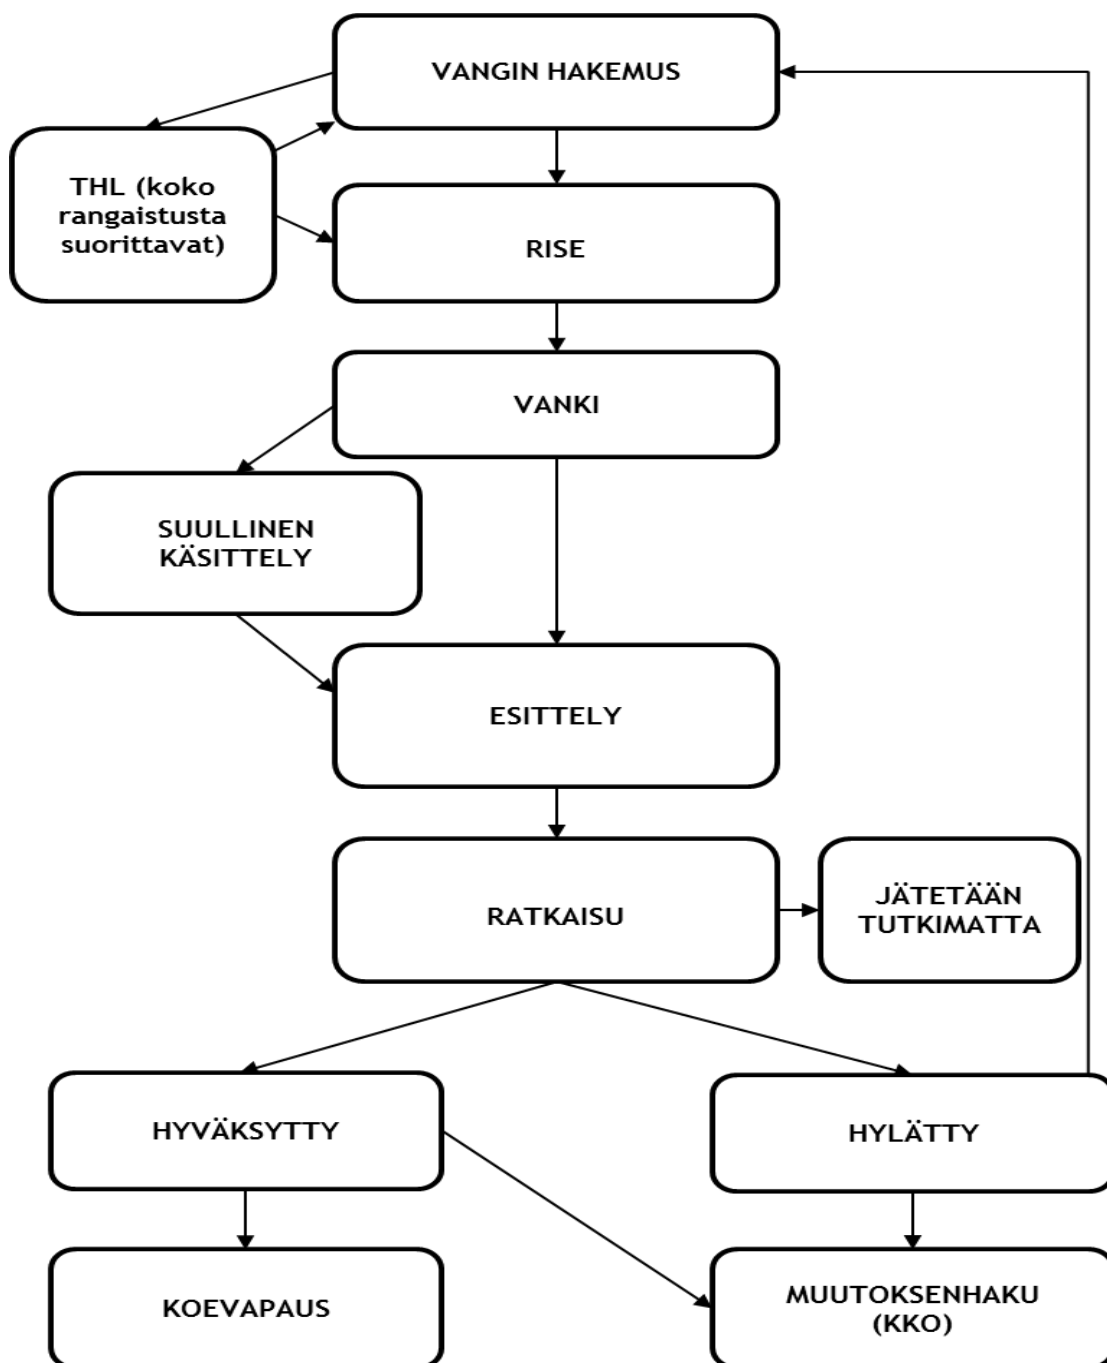 VANGIN HAKEMUS
THL (koko
rangaistusta
suorittavat)
RISE
VANKI
SUULLINEN
KÄSITTELY
ESITTELY
RATKAISU
JÄTETÄÄN
TUTKIMATTA
HYVÄKSYTTY
HYLÄTTY
KOEVAPAUS
MUUTOKSENHAKU
(KKO)